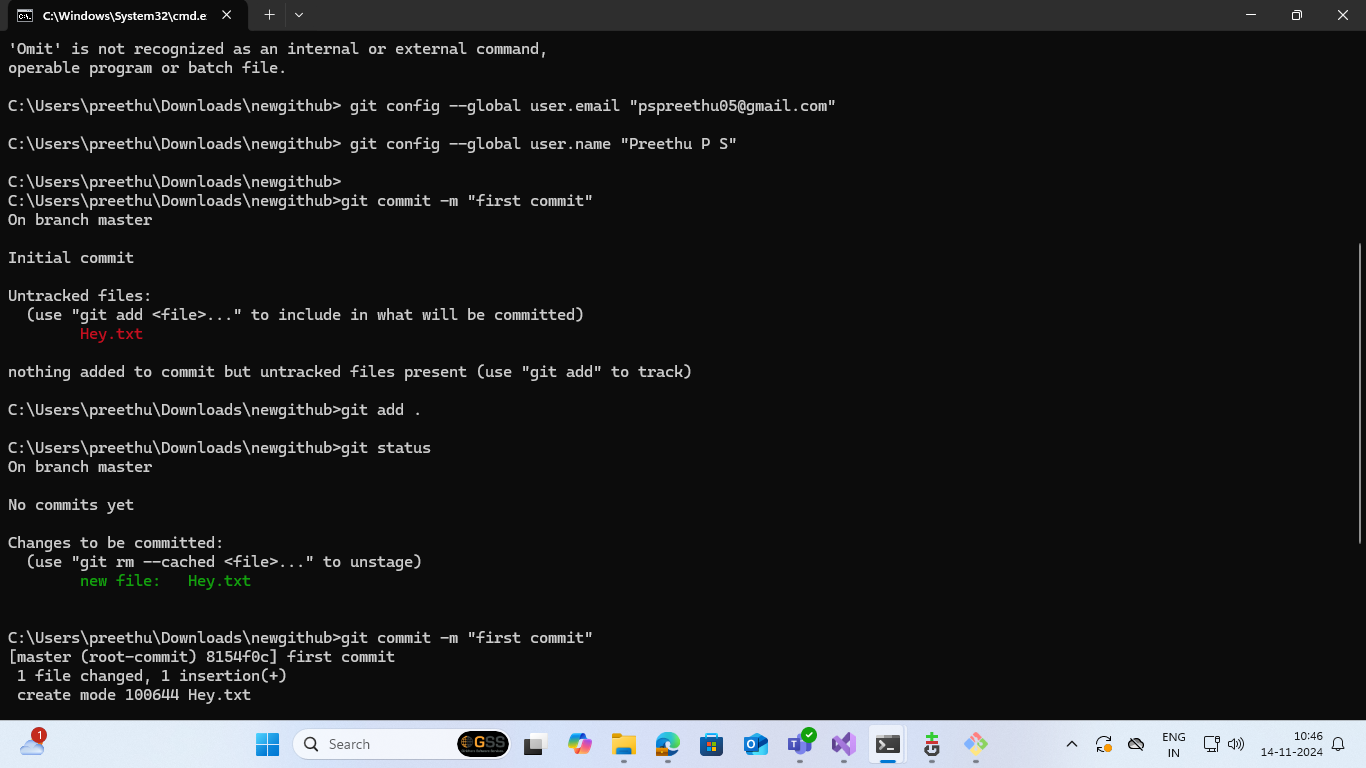 C:\Windows\System32\cmd.e
'Omit' is not recognized as an internal or external command,
operable program or batch file.
C:\Users\preethu\Downloads\newgithub> git config --global user.email "pspreethu05@gmail.com"
C:\Users\preethu\Downloads\newgithub> git config --global user.name "Preethu P S"
C:\Users\preethu\Downloads\newgithub>
C:\Users\preethu\Downloads\newgithub>git commit -m "first commit"
On branch master
Initial commit
Untracked files:
  (use "git add <file>..." to include in what will be committed)
        Hey.txt
nothing added to commit but untracked files present (use "git add" to track)
C:\Users\preethu\Downloads\newgithub>git add .
C:\Users\preethu\Downloads\newgithub>git status
On branch master
No commits yet
Changes to be committed:
  (use "git rm --cached <file>..." to unstage)
        new file:   Hey.txt
C:\Users\preethu\Downloads\newgithub>git commit -m "first commit"
[master (root-commit) 8154f0c] first commit
 1 file changed, 1 insertion(+)
 create mode 100644 Hey.txt
1
Search
GSS
ENG
IN
10:46
14-11-2024